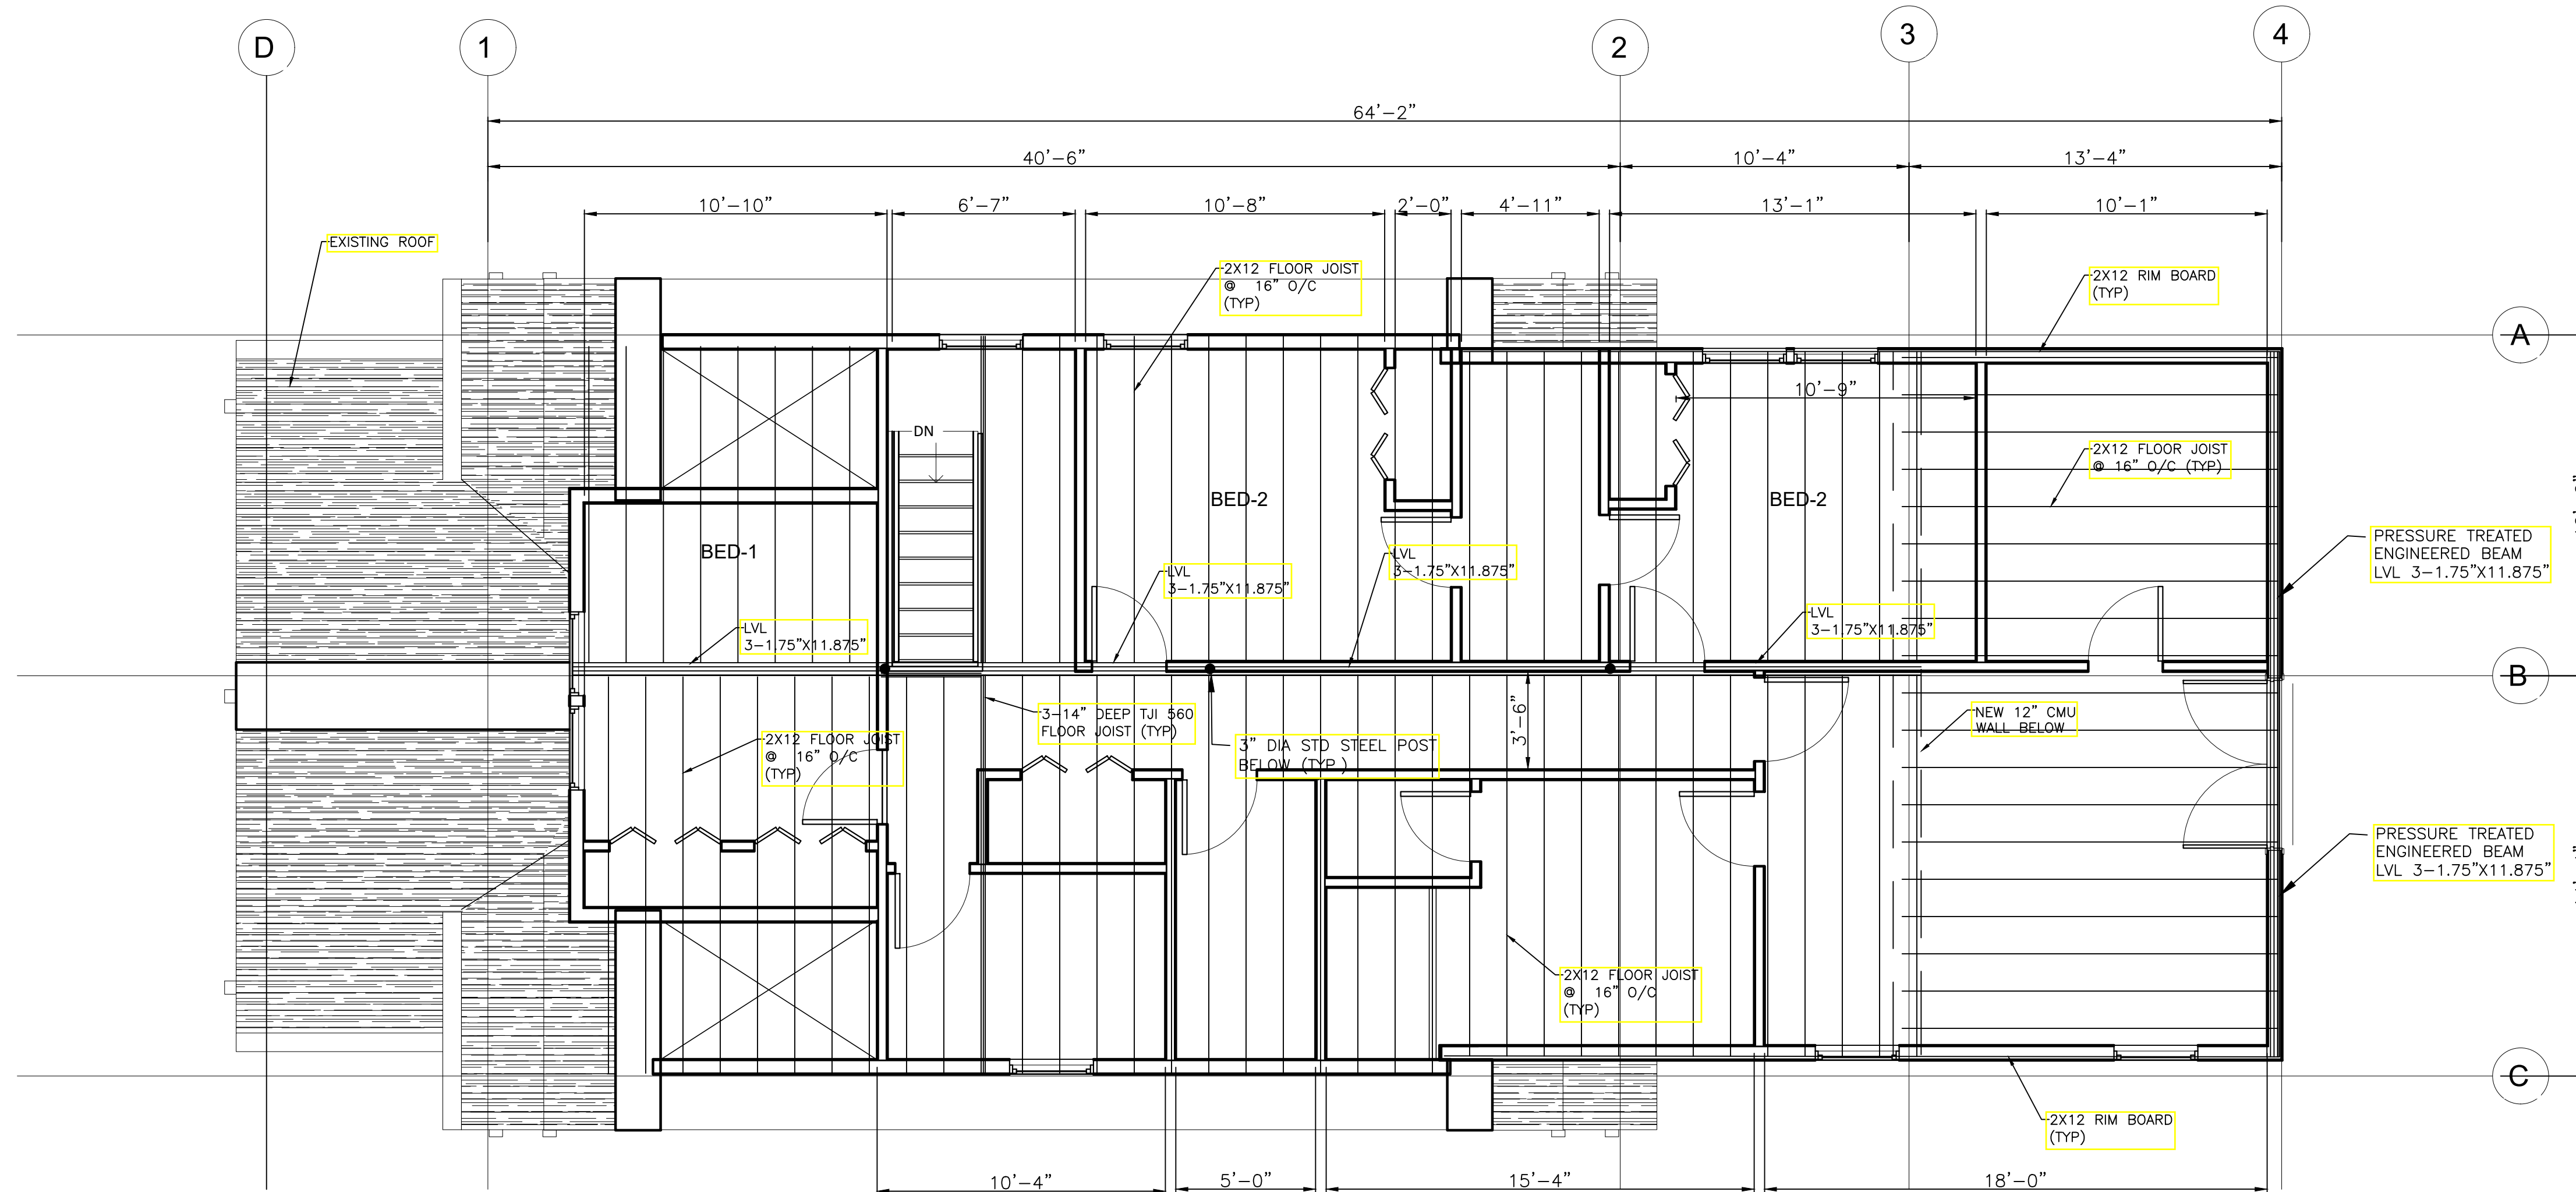 D
1
2
3
4
64'-2"
40'-6"
10'-4"
13'-4"
10'-10"
6'-7"
10'-8"
2'-0"
4'-11"
13'-1"
10'-1"
EXISTING ROOF
2X12 FLOOR JOIST
@ 16" O/C
(TYP)
2X12 RIM BOARD
(TYP)
A
10'-9"
DN
2X12 FLOOR JOIST
@ 16" O/C (TYP)
BED-1
BED-2
BED-2
LVL
3-1.75"X11.875"
LVL
3-1.75"X11.875"
LVL
3-1.75"X11.875"
LVL
3-1.75"X11.875"
PRESSURE TREATED
ENGINEERED BEAM
LVL 3-1.75"X11.875"
B
3-14" DEEP TJI 560
FLOOR JOIST (TYP)
2X12 FLOOR JOIST
@ 16" O/C
(TYP)
3" DIA STD STEEL POST
BELOW (TYP.)
3'-6"
NEW 12" CMU
WALL BELOW
PRESSURE TREATED
ENGINEERED BEAM
LVL 3-1.75"X11.875"
2X12 FLOOR JOIST
@ 16" O/C
(TYP)
C
2X12 RIM BOARD
(TYP)
10'-4"
5'-0"
15'-4"
18'-0"